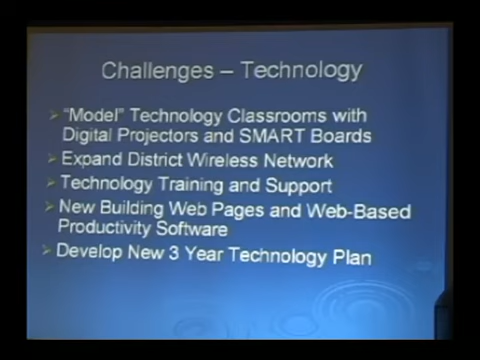 Challenges – Technology
"Model" Technology Classrooms with
Digital Projectors and SMART Boards
Expand District Wireless Network
Technology Training and Support
New Building Web Pages and Web-Based
Productivity Software
Develop New 3 Year Technology Plan